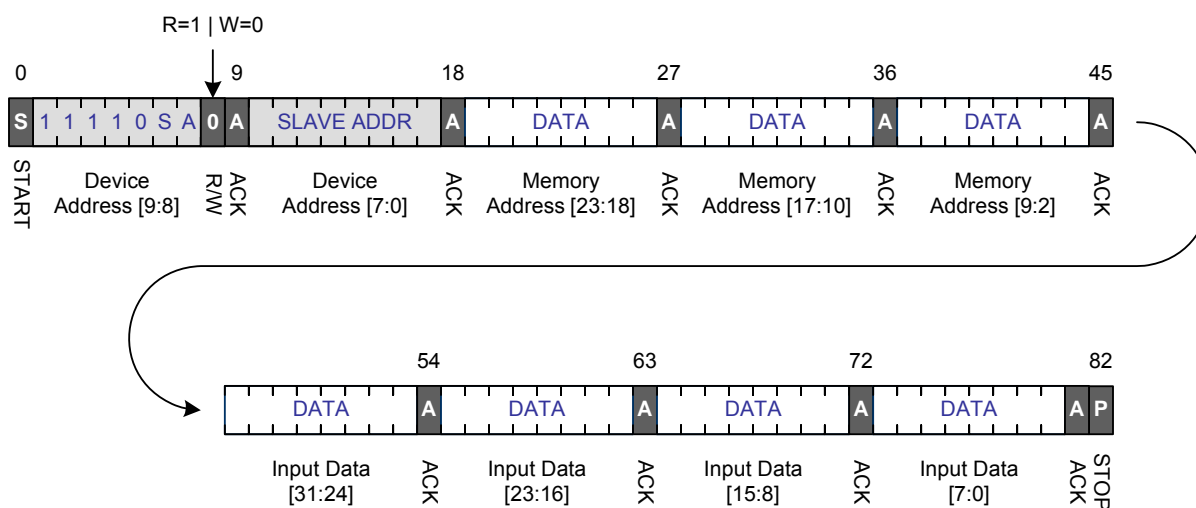 R=1 | W=0
0 9 18 27 36 45
S 1 1 1 1 0 S A 0 A SLAVE ADDR A DATA A DATA A DATA A
START
Device
Address [9:8]
R/W
ACK
Device
Address [7:0]
ACK
Memory
Address [23:18]
ACK
Memory
Address [17:10]
ACK
Memory
Address [9:2]
ACK
54 63 72 82
DATA A DATA A DATA A DATA A P
Input Data
[31:24]
ACK
Input Data
[23:16]
ACK
Input Data
[15:8]
ACK
Input Data
[7:0]
ACK
STOP